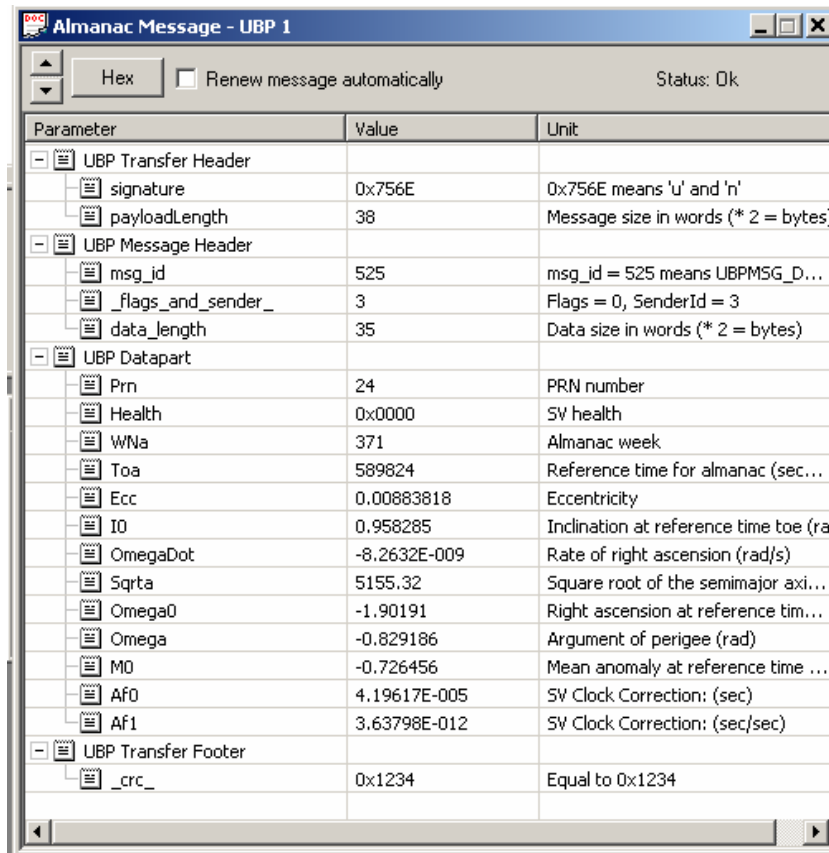 DOC
Almanac Message - UBP 1
Hex Renew message automatically Status: Ok
Parameter Value Unit
UBP Transfer Header
signature 0x756E 0x756E means 'u' and 'n'
payloadLength 38 Message size in words (* 2 = bytes)
UBP Message Header
msg_id 525 msg_id = 525 means UBPMSG_D...
_flags_and_sender_ 3 Flags = 0, SenderId = 3
data_length 35 Data size in words (* 2 = bytes)
UBP Datapart
Prn 24 PRN number
Health 0x0000 SV health
WNa 371 Almanac week
Toa 589824 Reference time for almanac (sec...
Ecc 0.00883818 Eccentricity
I0 0.958285 Inclination at reference time toe (ra
OmegaDot -8.2632E-009 Rate of right ascension (rad/s)
Sqrta 5155.32 Square root of the semimajor axi...
Omega0 -1.90191 Right ascension at reference tim...
Omega -0.829186 Argument of perigee (rad)
M0 -0.726456 Mean anomaly at reference time ...
Af0 4.19617E-005 SV Clock Correction: (sec)
Af1 3.63798E-012 SV Clock Correction: (sec/sec)
UBP Transfer Footer
_crc_ 0x1234 Equal to 0x1234